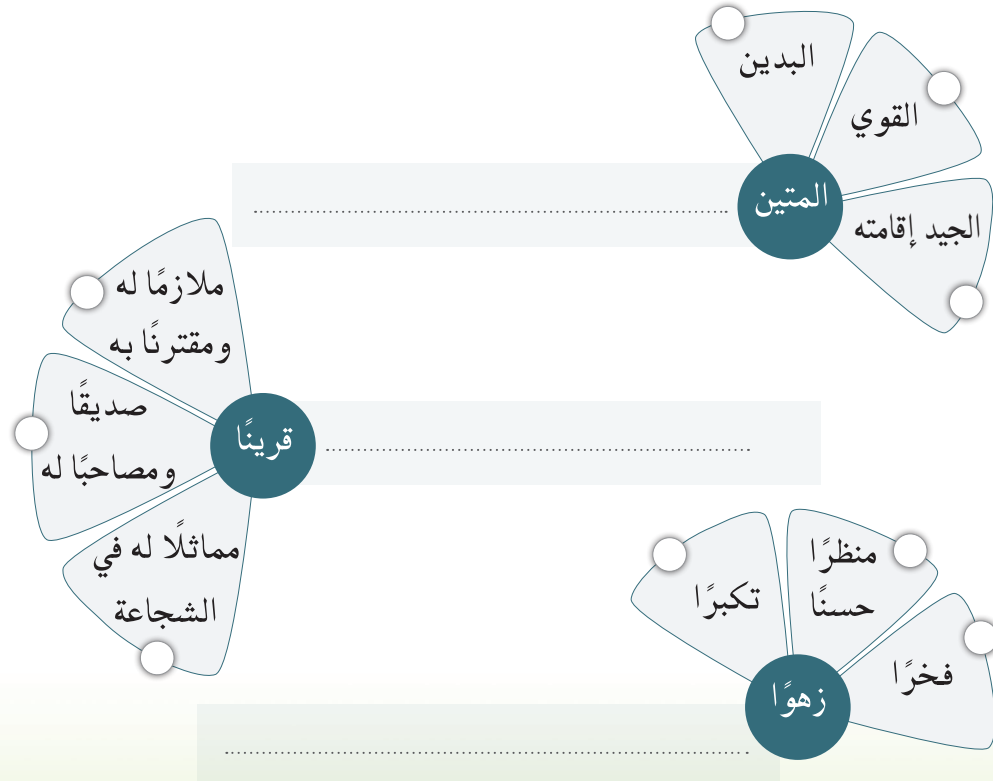 البدين
القوي
المتين
الجيد إقامته
ملازمًا له
ومقترنًا به
صديقًا
ومصاحبًا له
قرينًا
مماثلًا له في
الشجاعة
منظرًا
حسنًا
تكبرًا
فخرًا
زهوًا